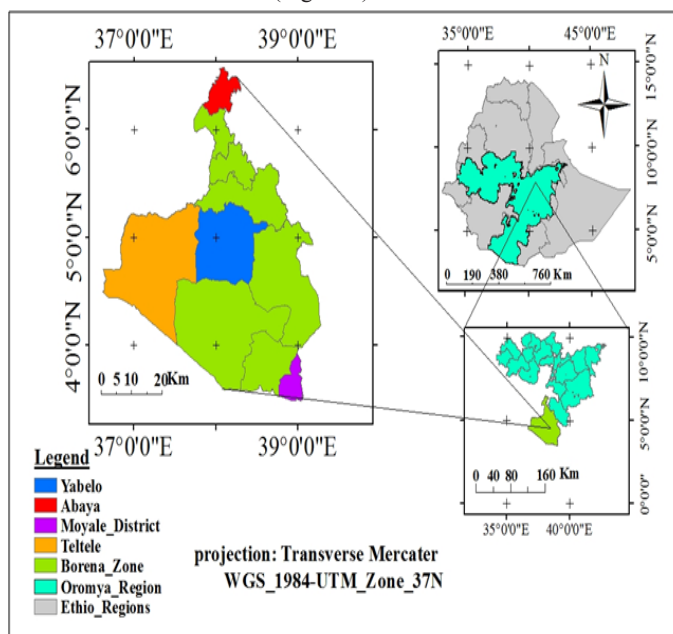 37°0'0"E 39°0'0"E
6°0'0"N
5°0'0"N
4°0'0"N
0 5 10 20
Km
37°0'0"E 39°0'0"E
35°0'0"E 45°0'0"E
N
15°0'0"N
10°0'0"N
5°0'0"N
0 190 380 760 Km
10°0'0"N
5°0'0"N
0°0'0"
0 40 80 160 Km
35°0'0"E 40°0'0"E
Legend
Yabelo
Abaya
Moyale_District
Teltele
Borena_Zone
Oromya_Region
Ethio_Regions
projection: Transverse Mercater
WGS_1984-UTM_Zone_37N